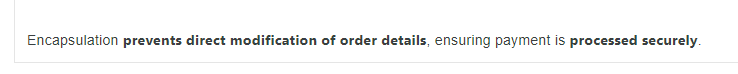 Encapsulation prevents direct modification of order details, ensuring payment is processed securely.